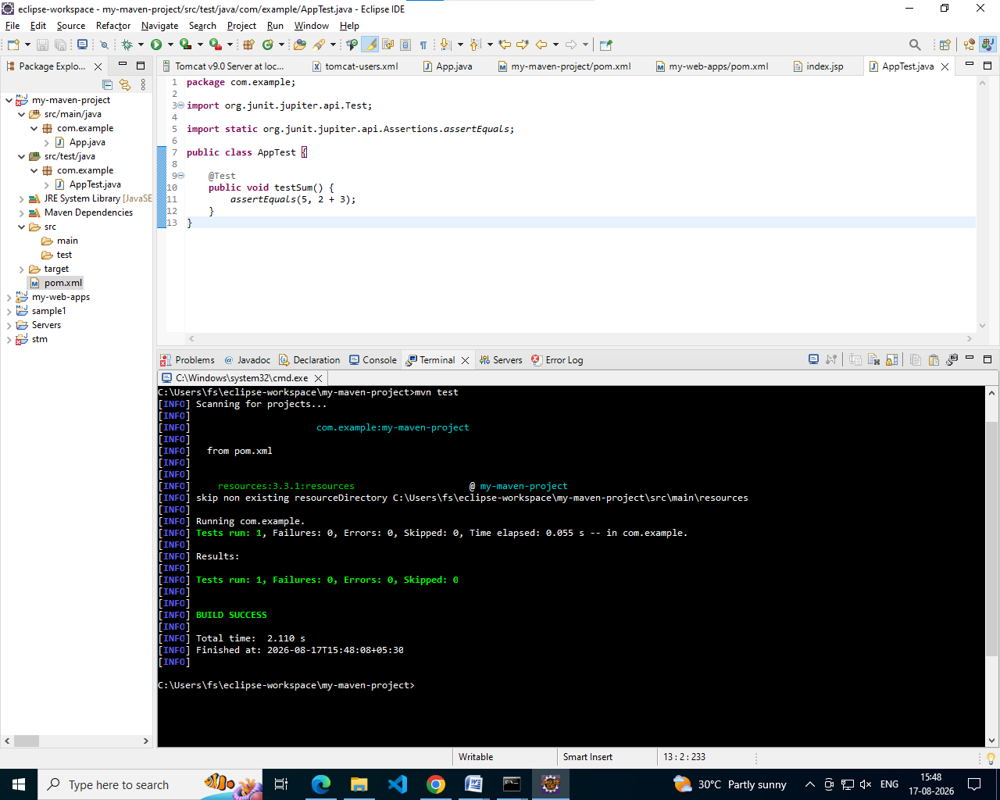 eclipse-workspace - my-maven-project/src/test/java/com/example/AppTest.java - Eclipse IDE
File Edit Source Refactor Navigate Search Project Run Window Help
Package Explo...
my-maven-project
src/main/java
com.example
App.java
src/test/java
com.example
AppTest.java
JRE System Library [JavaSE
Maven Dependencies
src
main
test
target
pom.xml
my-web-apps
sample1
Servers
stm
Tomcat v9.0 Server at loc... tomcat-users.xml App.java my-maven-project/pom.xml my-web-apps/pom.xml index.jsp AppTest.java
1 package com.example;
2
3 import org.junit.jupiter.api.Test;
4
5 import static org.junit.jupiter.api.Assertions.assertEquals;
6
7 public class AppTest {
8
9 @Test
10 public void testSum() {
11 assertEquals(5, 2 + 3);
12 }
13 }
Problems @ Javadoc Declaration Console Terminal Servers Error Log
C:\Windows\system32\cmd.exe
C:\Users\fs\eclipse-workspace\my-maven-project>mvn test
[INFO] Scanning for projects...
[INFO]
[INFO] com.example:my-maven-project
[INFO]
[INFO] from pom.xml
[INFO]
[INFO]
[INFO] resources:3.3.1:resources @ my-maven-project
[INFO] skip non existing resourceDirectory C:\Users\fs\eclipse-workspace\my-maven-project\src\main\resources
[INFO]
[INFO] Running com.example.
[INFO] Tests run: 1, Failures: 0, Errors: 0, Skipped: 0, Time elapsed: 0.055 s -- in com.example.
[INFO]
[INFO] Results:
[INFO]
[INFO] Tests run: 1, Failures: 0, Errors: 0, Skipped: 0
[INFO]
[INFO]
[INFO] BUILD SUCCESS
[INFO]
[INFO] Total time:  2.110 s
[INFO] Finished at: 2026-08-17T15:48:08+05:30
[INFO]
C:\Users\fs\eclipse-workspace\my-maven-project>
Writable Smart Insert 13 : 2 : 233
Type here to search
30°C Partly sunny
ENG
15:48
17-08-2026